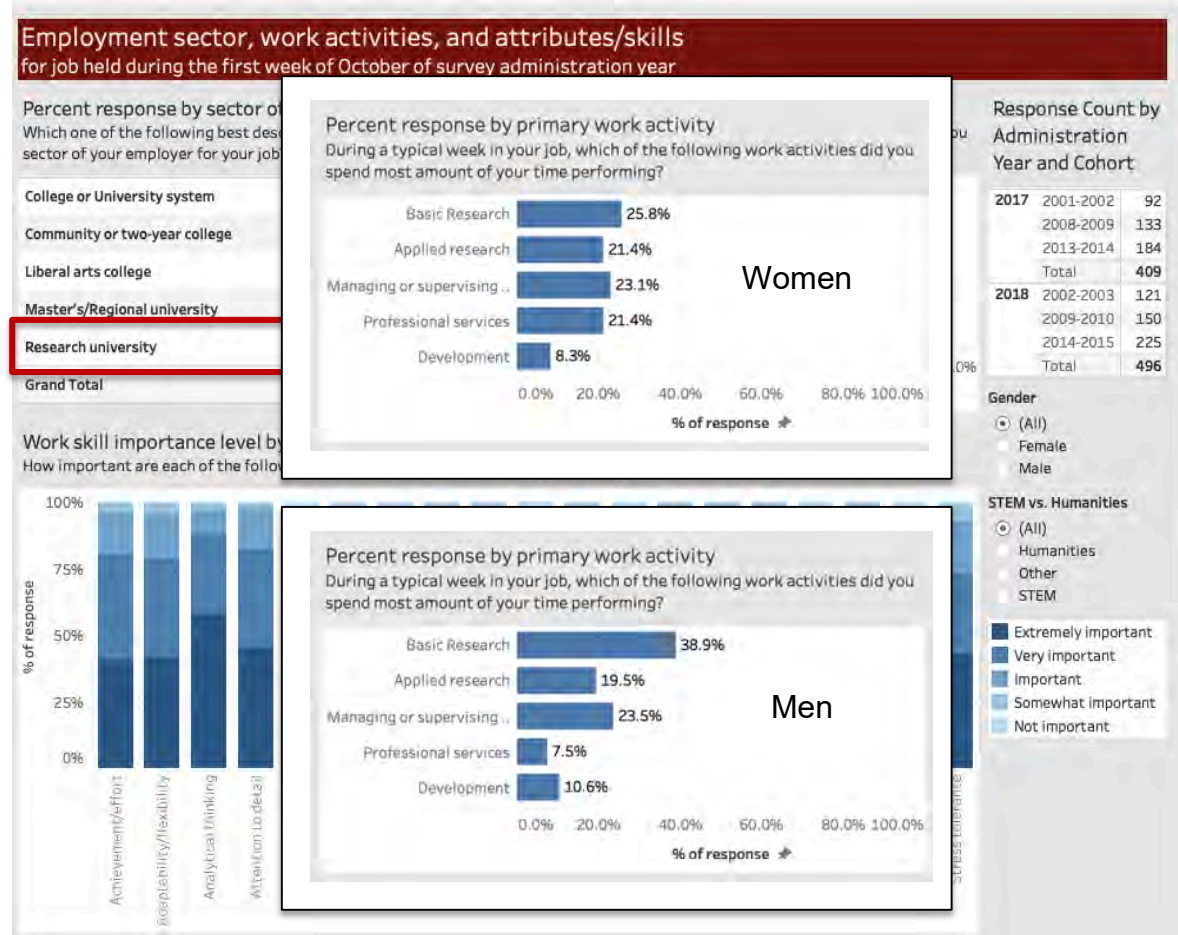 Employment sector, work activities, and attributes/skills
for job held during the first week of October of survey administration year
Percent response by sector of
Which one of the following best
sector of your employer for your job
College or University system
Community or two-year college
Liberal arts college
Master's/Regional university
Research university
Grand Total
Percent response by primary work activity
During a typical week in your job, which of the following work activities did you
spend most amount of your time performing?
Basic Research 25.8%
Applied research 21.4%
Managing or supervising .. 23.1%
Professional services 21.4%
Development 8.3%
Women
0.0% 20.0% 40.0% 60.0% 80.0% 100.0%
% of response
.0%
Response Count by
Administration
Year and Cohort
2017 2001-2002 92
2008-2009 133
2013-2014 184
Total 409
2018 2002-2003 121
2009-2010 150
2014-2015 225
Total 496
Gender
(All)
Female
Male
STEM vs. Humanities
(All)
Humanities
Other
STEM
Extremely important
Very important
Important
Somewhat important
Not important
Work skill importance level by
How important are each of the
100%
75%
50%
25%
0%
% of response
Achievement/effort
Adaptability/flexibility
Analytical thinking
Attention to detail
Stress tolerance
Percent response by primary work activity
During a typical week in your job, which of the following work activities did you
spend most amount of your time performing?
Basic Research 38.9%
Applied research 19.5%
Managing or supervising .. 23.5%
Professional services 7.5%
Development 10.6%
Men
0.0% 20.0% 40.0% 60.0% 80.0% 100.0%
% of response